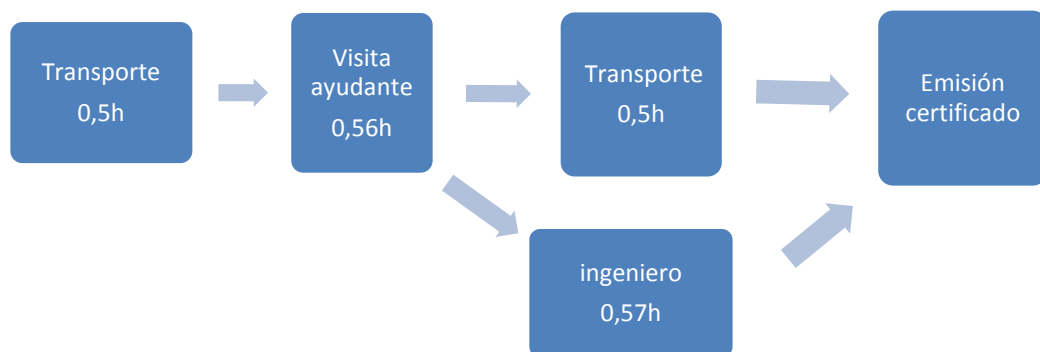 Transporte
0,5h
Visita
ayudante
0,56h
Transporte
0,5h
Emisión
certificado
ingeniero
0,57h